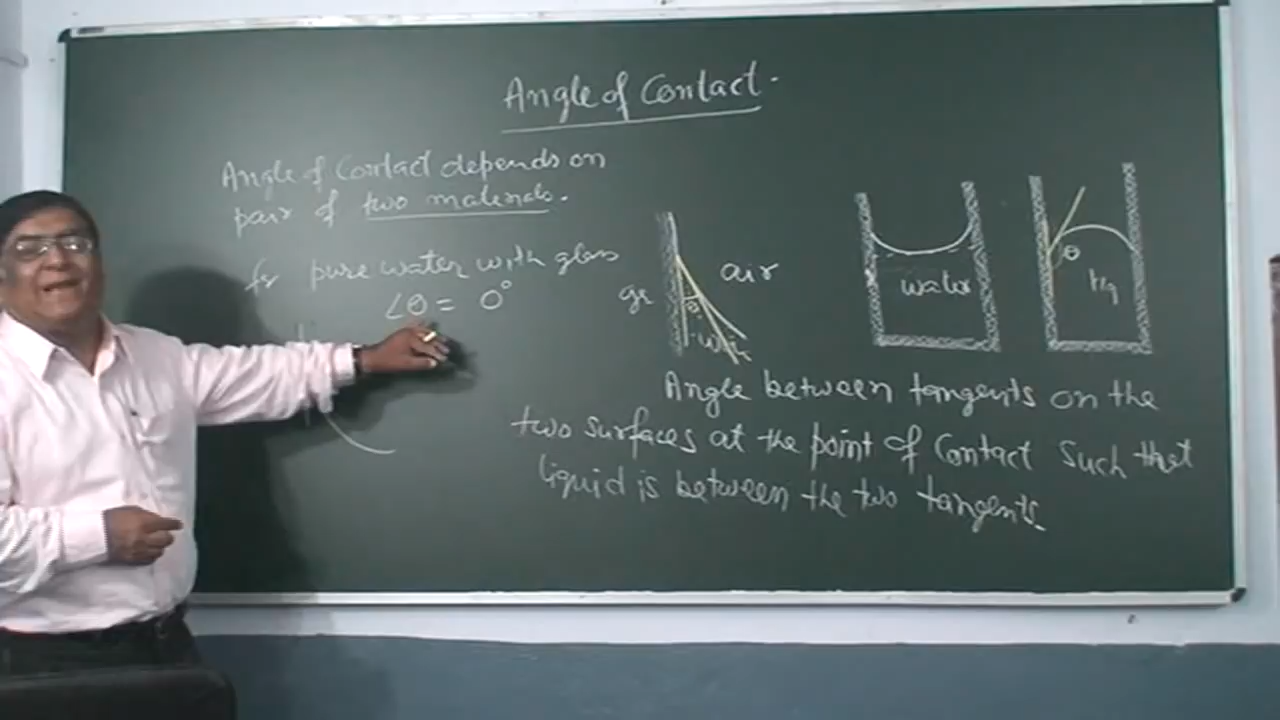 Angle of Contact.
Angle of Contact depends on
pair of two materials.
for pure water with glass
∠θ = 0°
air
θ
water
θ
Hg
Angle between tangents on the
two surfaces at the point of Contact Such that
liquid is between the two tangents